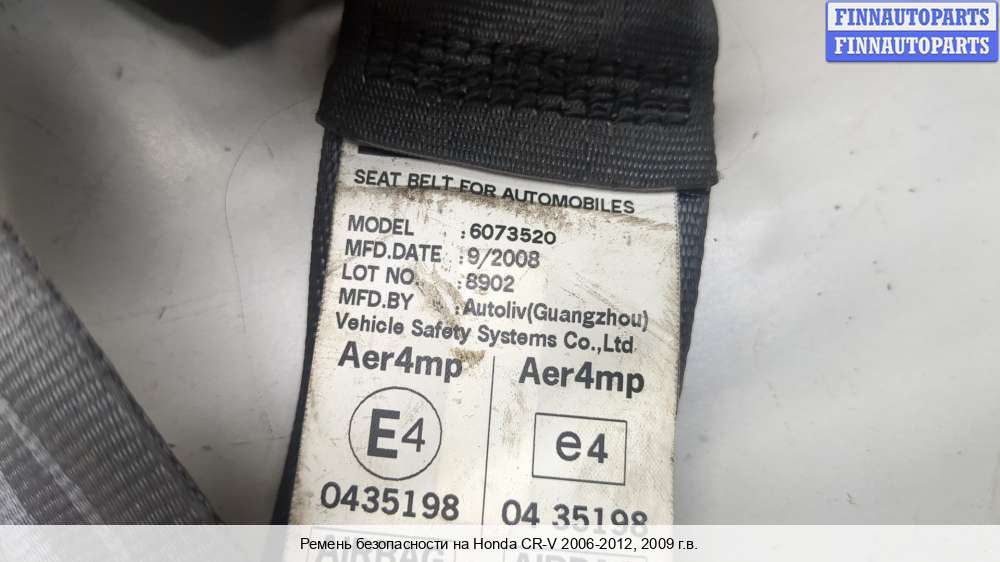 FINNAUTOPARTS
FINNAUTOPARTS
SEAT BELT FOR AUTOMOBILES
MODEL : 6073520
MFD.DATE : 9/2008
LOT NO. : 8902
MFD.BY : Autoliv(Guangzhou)
Vehicle Safety Systems Co.,Ltd
Aer4mp Aer4mp
E4 e4
0435198 04 35198
AIRBAG
Ремень безопасности на Honda CR-V 2006-2012, 2009 г.в.